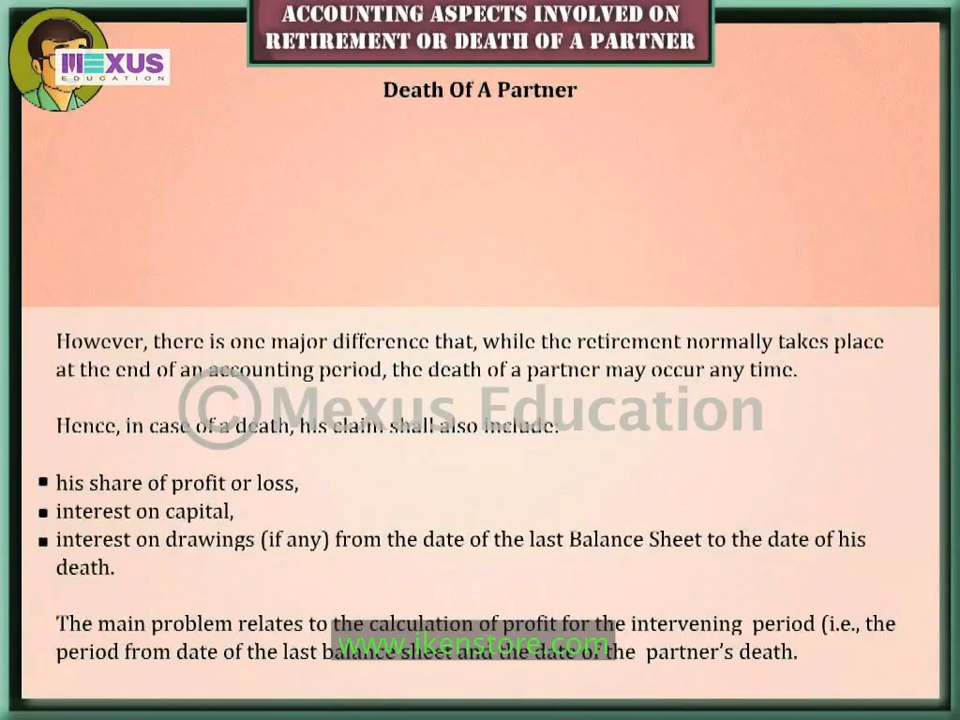 ACCOUNTING ASPECTS INVOLVED ON
RETIREMENT OR DEATH OF A PARTNER
MEXUS
EDUCATION
Death Of A Partner
However, there is one major difference that, while the retirement normally takes place
at the end of an accounting period, the death of a partner may occur any time.
© Mexus Education
Hence, in case of a death, his claim shall also include:
▪ his share of profit or loss,
▪ interest on capital,
▪ interest on drawings (if any) from the date of the last Balance Sheet to the date of his
death.
The main problem relates to the calculation of profit for the intervening period (i.e., the
www.ikenstore.com
period from date of the last balance sheet and the date of the partner’s death.